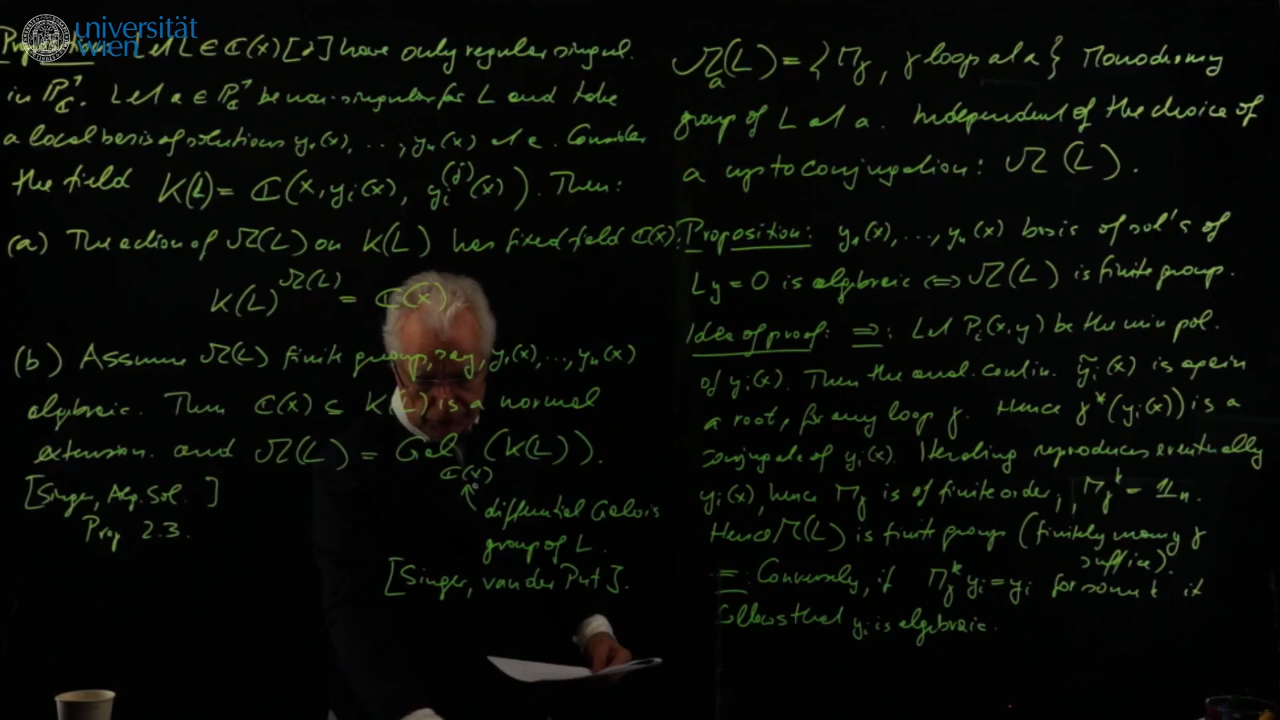 universität
wien
Proposition: Let L ∈ ℂ(x)[∂] have only regular singul.
in ℙ¹_ℂ. Let a ∈ ℙ¹_ℂ be non-singular for L and take
a local basis of solutions y₁(x), ..., yₙ(x) at a. Consider
the field K(L) = ℂ(x, yᵢ(x), yᵢ^(j)(x)). Then:
(a) The action of ℳ(L) on K(L) has fixed field ℂ(x):
K(L)^ℳ(L) = ℂ(x)
(b) Assume ℳ(L) finite group, say, y₁(x), ..., yₙ(x)
algebraic. Then ℂ(x) ⊆ K(L) is a normal
extension and ℳ(L) = Gal_ℂ(x) (K(L)).
[Singer, Alg. Sol. ]
Prop 2.3.
↑ differential Galois
group of L.
[Singer, van der Put].
ℳₐ(L) = {Mᵧ, γ loop at a} Monodromy
group of L at a. Independent of the choice of
a up to conjugation: ℳ(L).
Proposition: y₁(x), ..., yₙ(x) basis of sol's of
Ly = 0 is algebraic ⇔ ℳ(L) is finite group.
Idea of proof: ⇒: Let Pᵢ(x,y) be the min pol.
of yᵢ(x). Then the anal. contin. ỹᵢ(x) is again
a root, for any loop γ. Hence γ*(yᵢ(x)) is a
conjugate of yᵢ(x). Iterating reproduces eventually
yᵢ(x), hence Mᵧ is of finite order, Mᵧᵏ = 1ₙ.
Hence M(L) is finite group (finitely many γ
suffice).
⇐: Conversely, if Mᵧᵏ yᵢ = yᵢ for some k it
follows that yᵢ is algebraic.